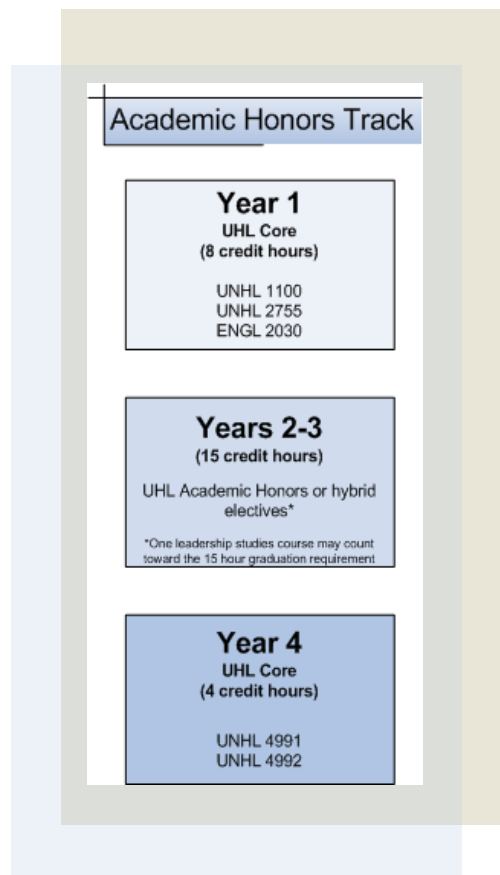 Academic Honors Track
Year 1
UHL Core
(8 credit hours)
UNHL 1100
UNHL 2755
ENGL 2030
Years 2-3
(15 credit hours)
UHL Academic Honors or hybrid
electives*
*One leadership studies course may count
toward the 15 hour graduation requirement
Year 4
UHL Core
(4 credit hours)
UNHL 4991
UNHL 4992